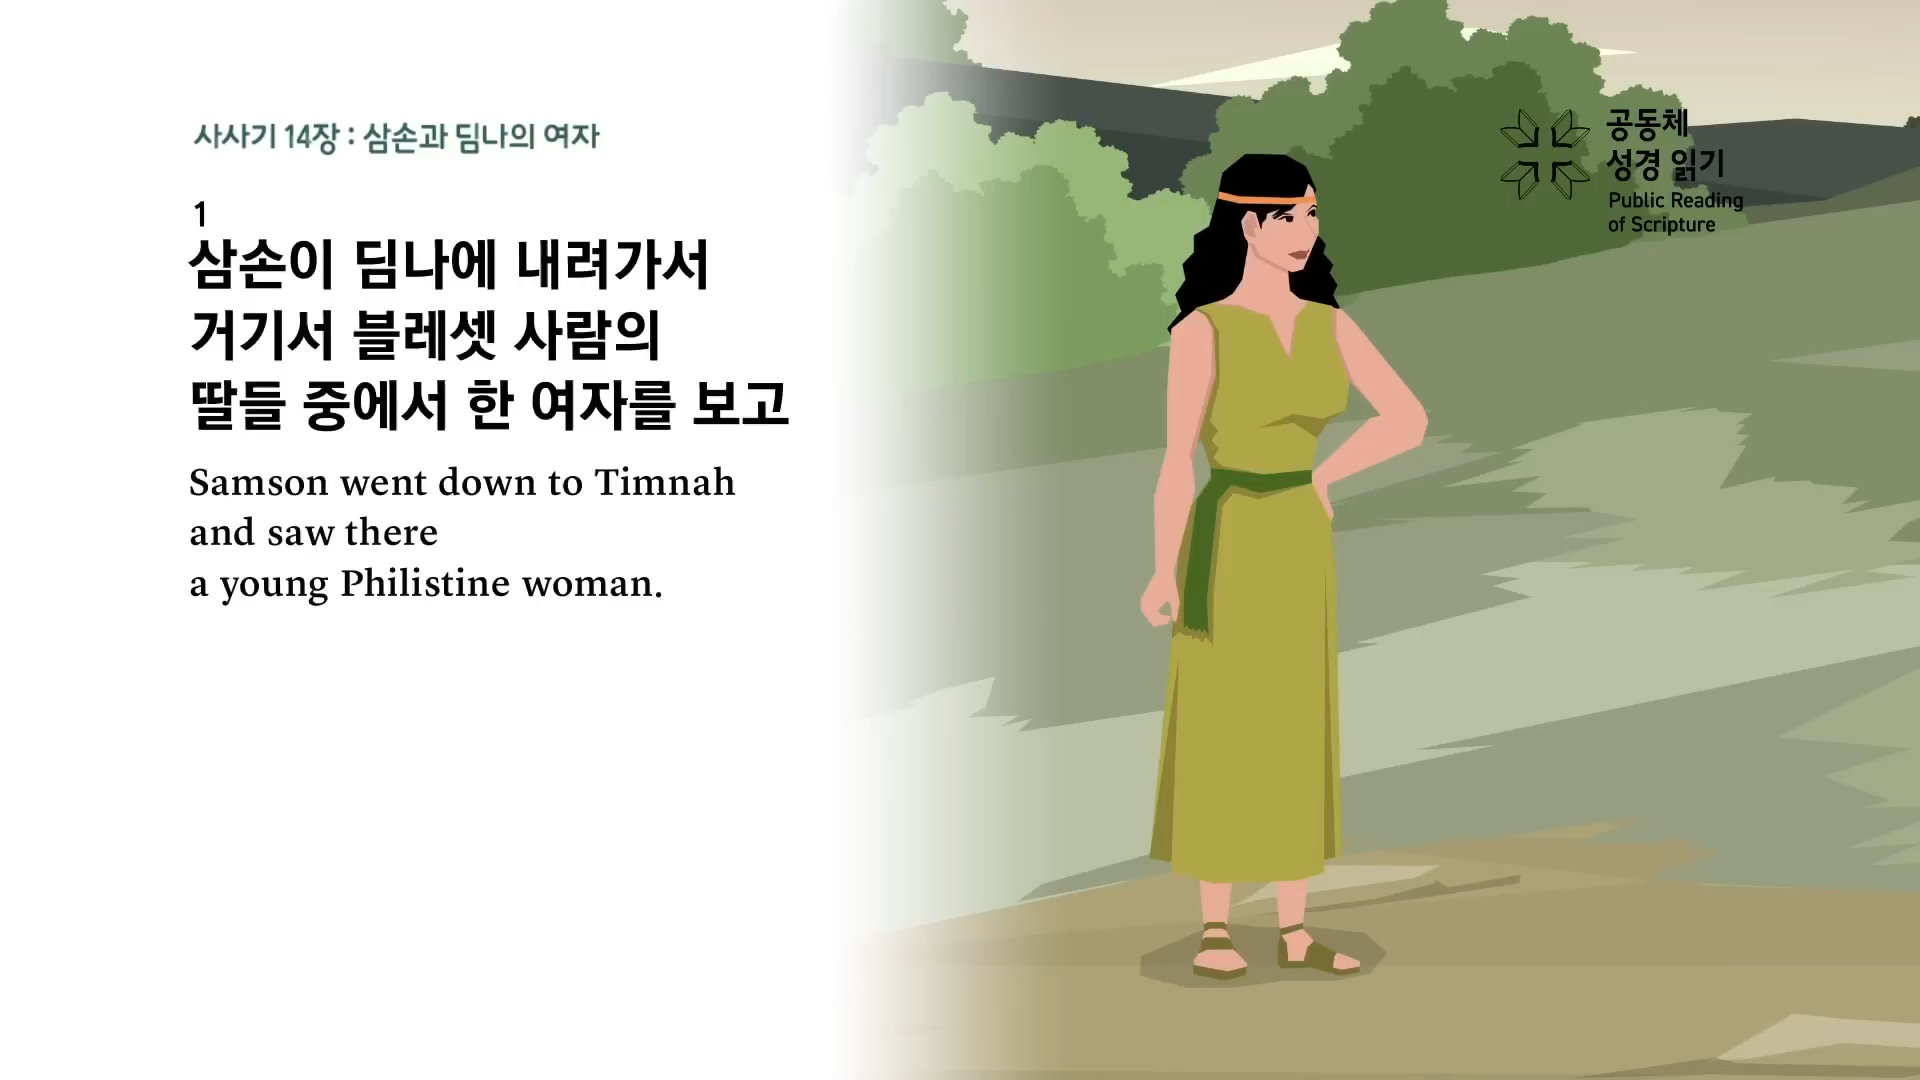 사사기 14장 : 삼손과 딤나의 여자
1
삼손이 딤나에 내려가서
거기서 블레셋 사람의
딸들 중에서 한 여자를 보고
Samson went down to Timnah
and saw there
a young Philistine woman.
공동체
성경 읽기
Public Reading
of Scripture